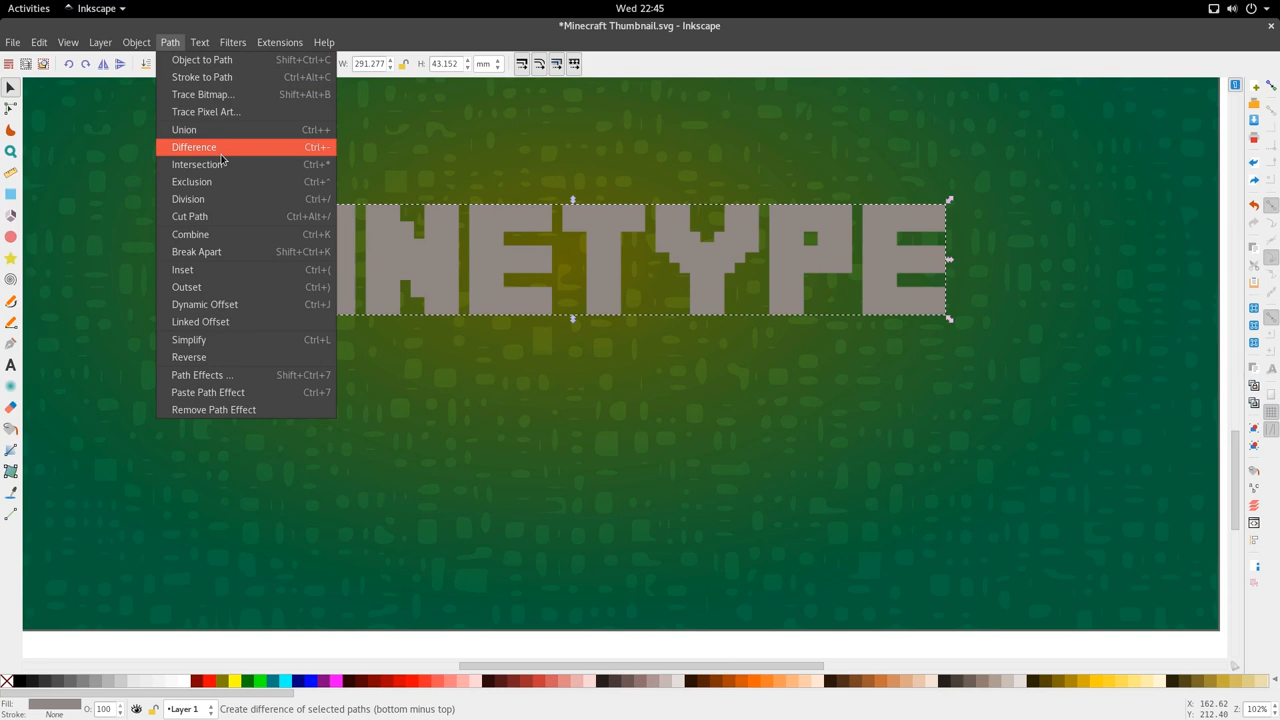 Activities Inkscape Wed 22:45
*Minecraft Thumbnail.svg - Inkscape
File Edit View Layer Object Path Text Filters Extensions Help
W: 291.277 H: 43.152 mm
Object to Path Shift+Ctrl+C
Stroke to Path Ctrl+Alt+C
Trace Bitmap... Shift+Alt+B
Trace Pixel Art...
Union Ctrl++
Difference Ctrl+-
Intersection Ctrl+*
Exclusion Ctrl+^
Division Ctrl+/
Cut Path Ctrl+Alt+/
Combine Ctrl+K
Break Apart Shift+Ctrl+K
Inset Ctrl+(
Outset Ctrl+)
Dynamic Offset Ctrl+J
Linked Offset
Simplify Ctrl+L
Reverse
Path Effects ... Shift+Ctrl+7
Paste Path Effect Ctrl+7
Remove Path Effect
INETYPE
Fill:
Stroke: None
O: 100
•Layer 1
Create difference of selected paths (bottom minus top)
X: 162.62
Y: 212.40
Z: 102%